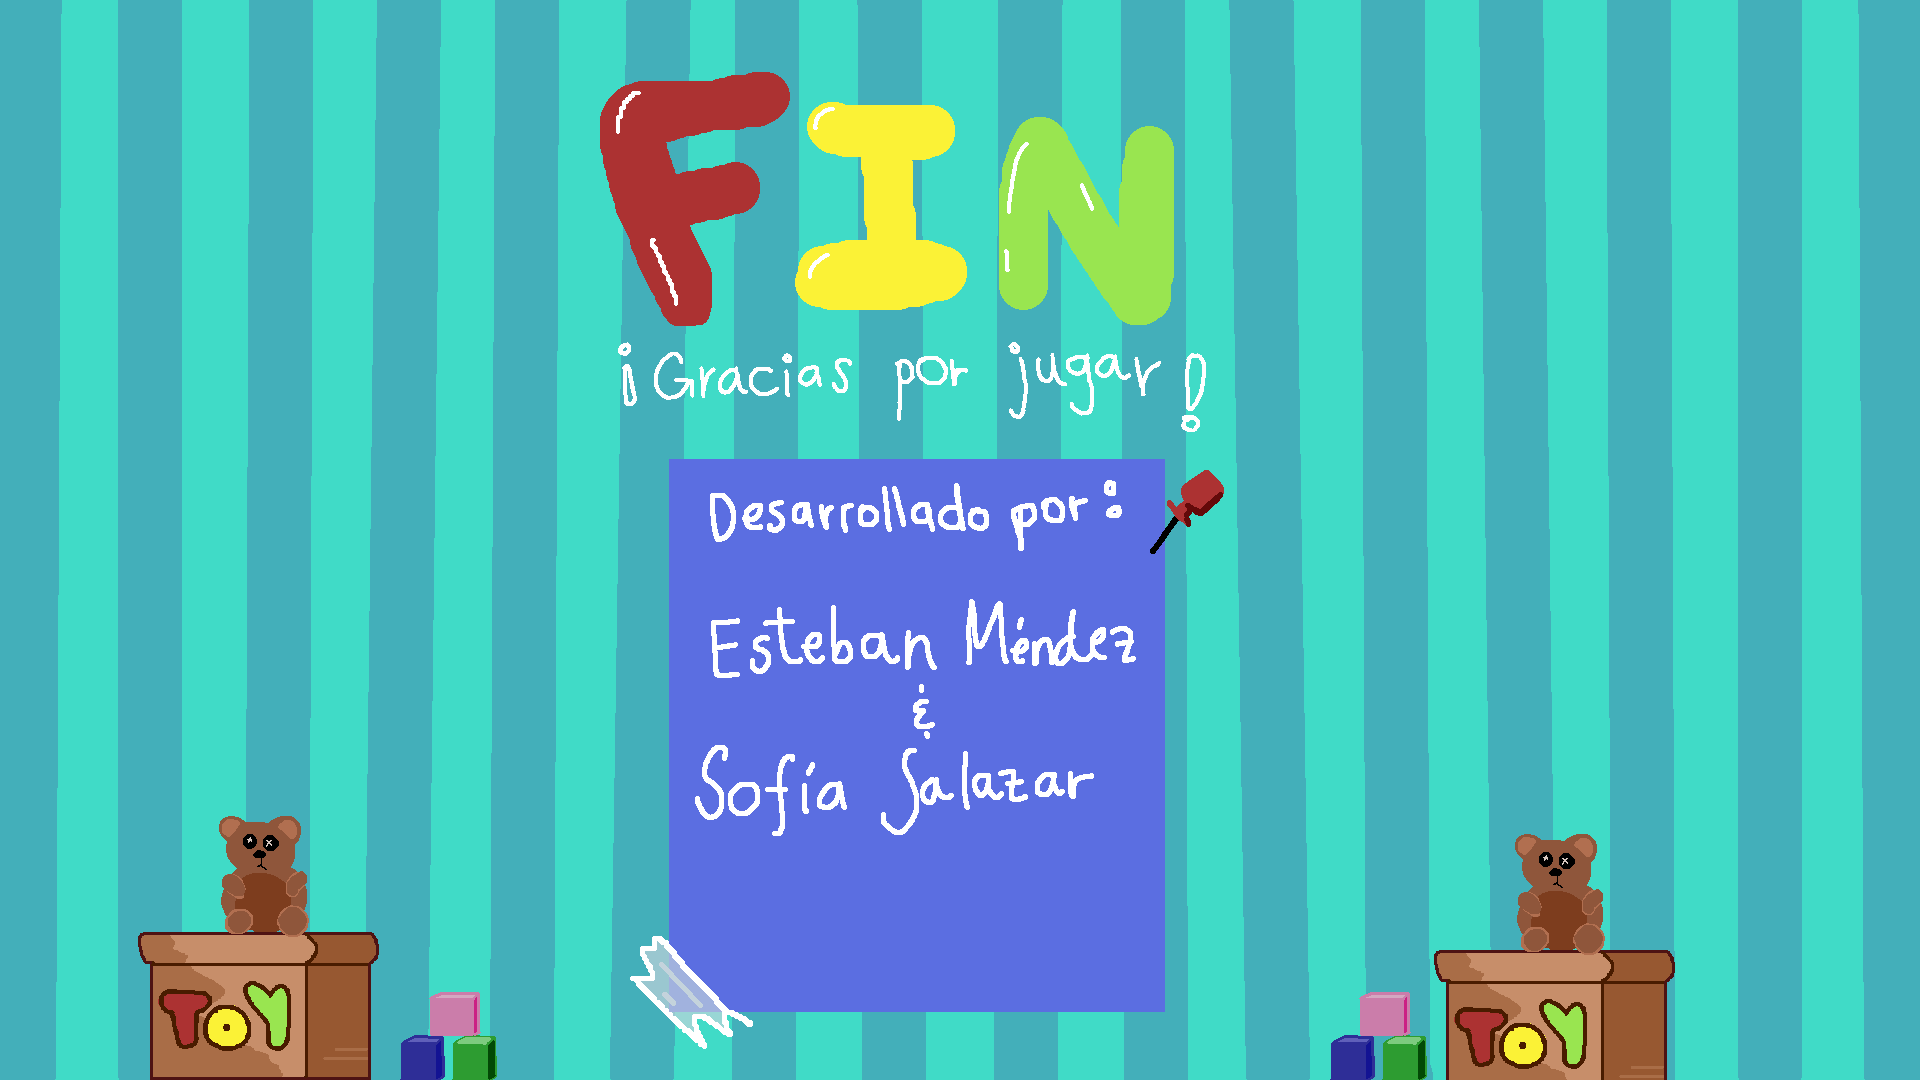 FIN
¡Gracias por jugar!
Desarrollado por:
Esteban Méndez
&
Sofía Salazar
TOY
TOY